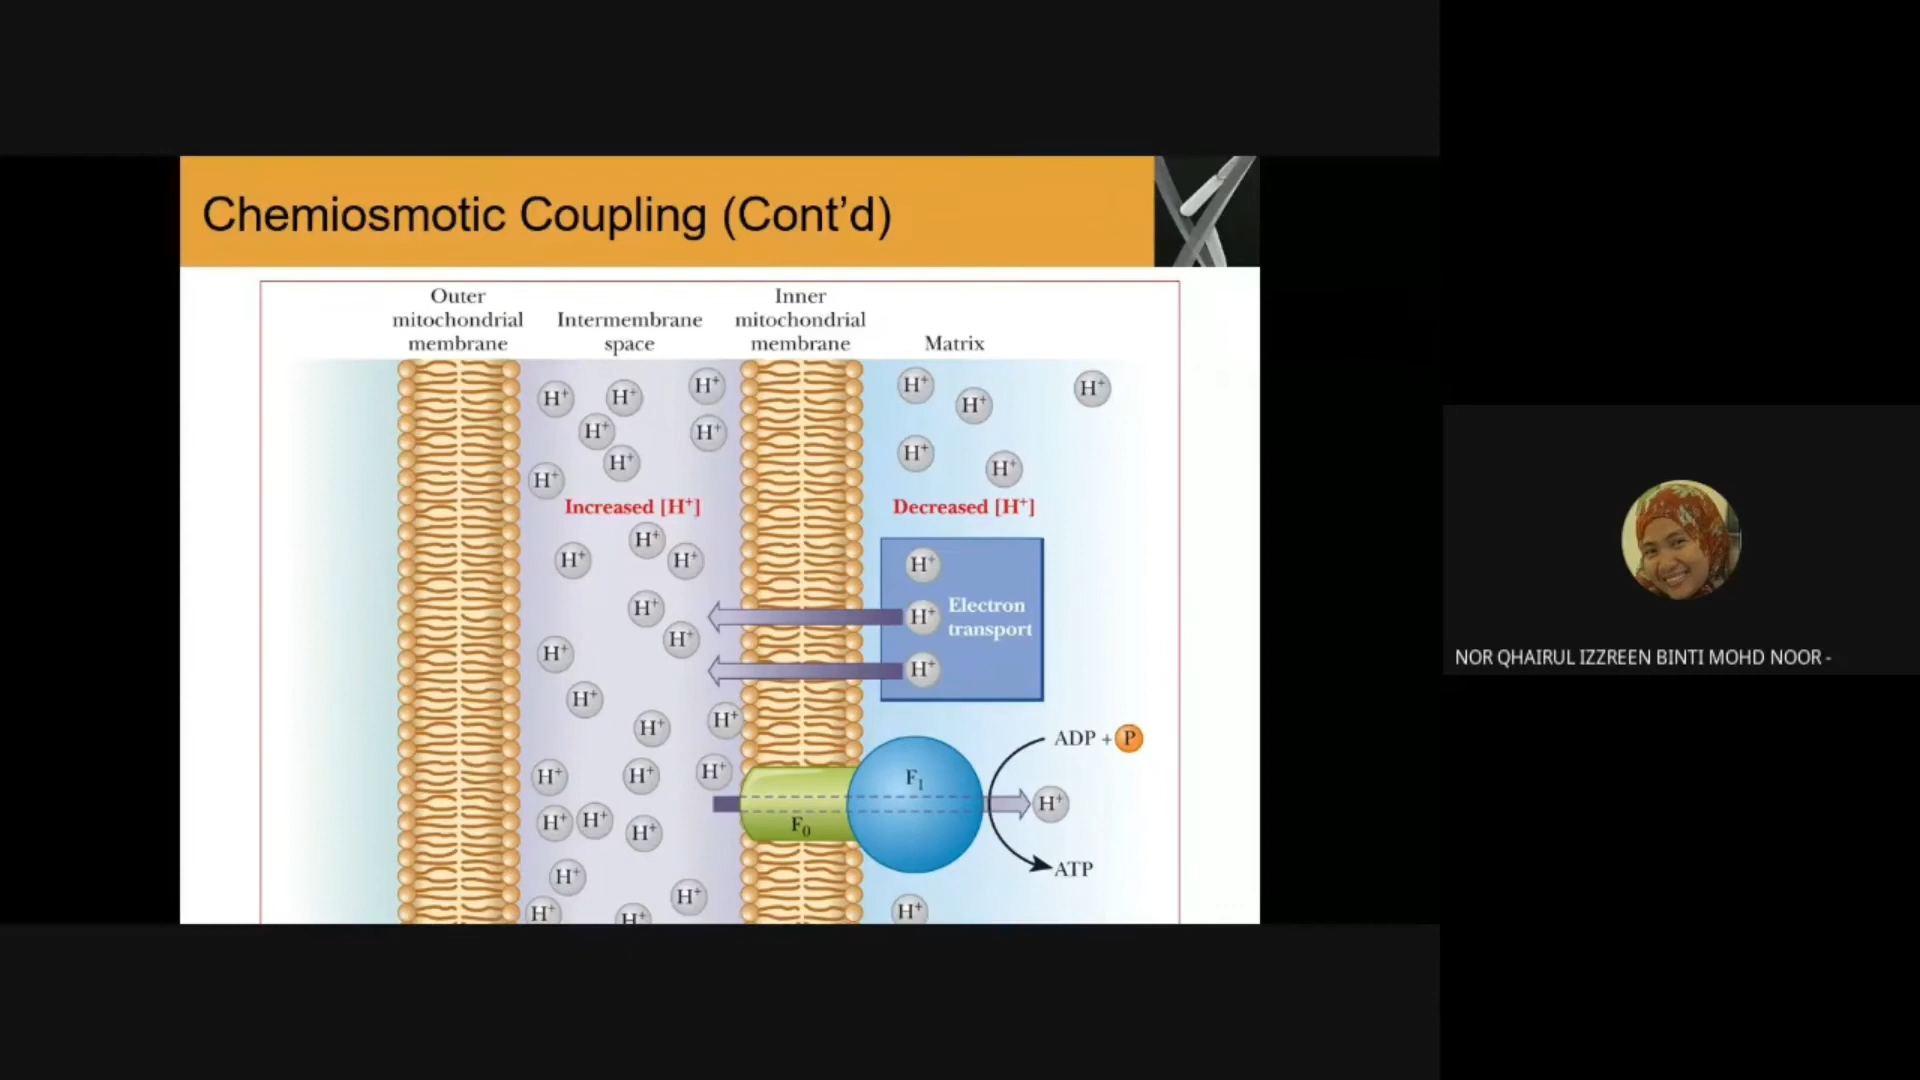 Chemiosmotic Coupling (Cont’d)
Outer
mitochondrial
membrane
Intermembrane
space
Inner
mitochondrial
membrane
Matrix
H⁺ H⁺ H⁺ H⁺ H⁺ H⁺
H⁺ H⁺
H⁺ H⁺ H⁺ H⁺
H⁺
Increased [H⁺] Decreased [H⁺]
H⁺
H⁺ H⁺ H⁺
H⁺ H⁺
Electron
transport
H⁺ H⁺ H⁺
H⁺
H⁺
H⁺ H⁺
ADP + P
H⁺ H⁺ H⁺
F₁
H⁺
F₀
H⁺ H⁺ H⁺
ATP
H⁺ H⁺
H⁺ H⁺ H⁺
NOR QHAIRUL IZZREEN BINTI MOHD NOOR -